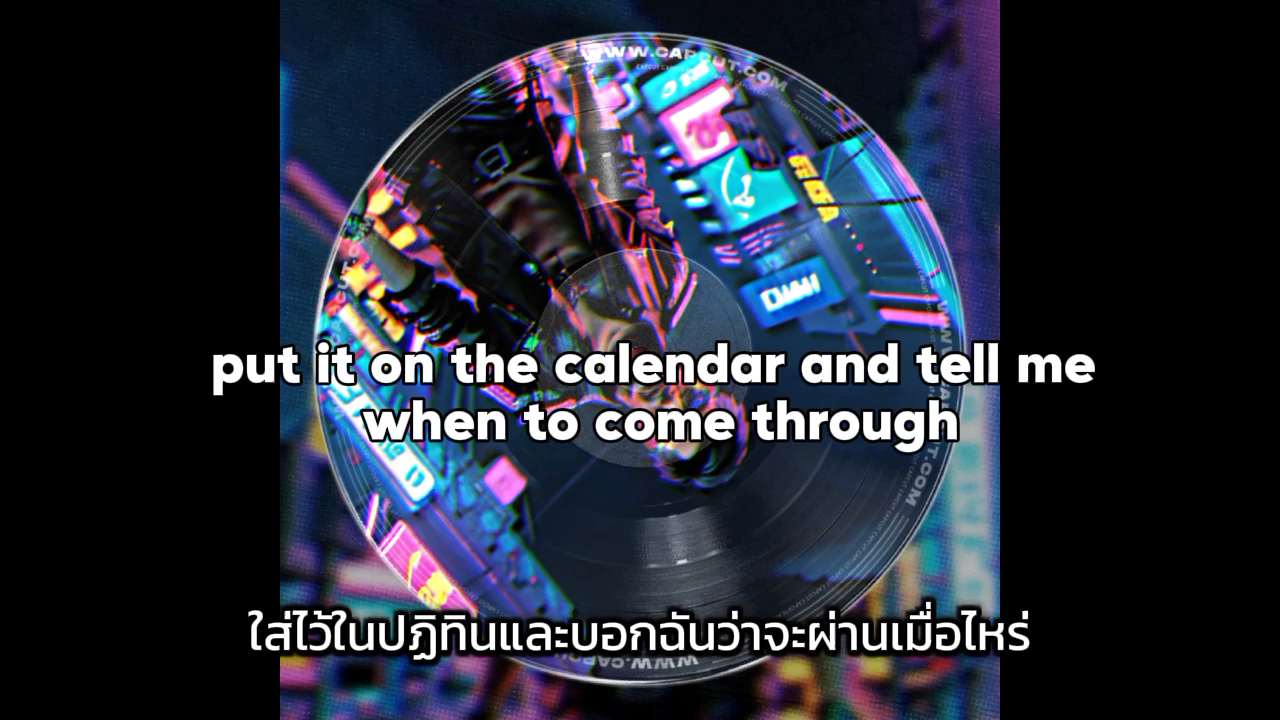 WWW.CAPCUT.COM
put it on the calendar and tell me
when to come through
ใส่ไว้ในปฏิทินและบอกฉันว่าจะผ่านเมื่อไหร่